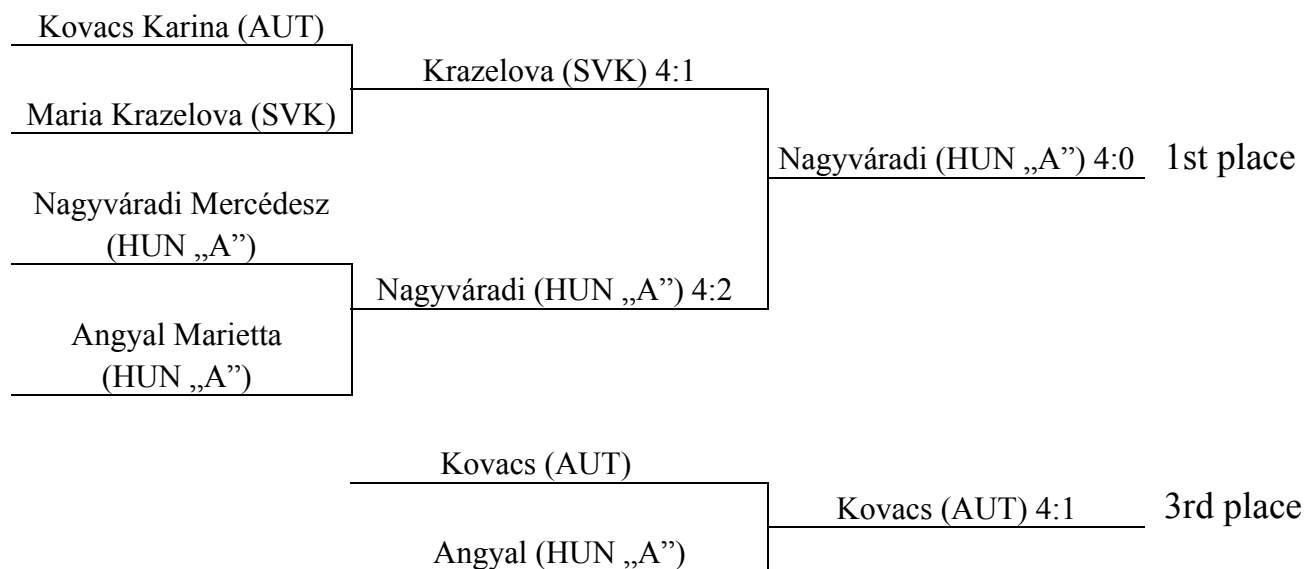 Kovacs Karina (AUT)
Krazelova (SVK) 4:1
Maria Krazelova (SVK)
Nagyváradi (HUN „A”) 4:0 1st place
Nagyváradi Mercédesz
(HUN „A”)
Nagyváradi (HUN „A”) 4:2
Angyal Marietta
(HUN „A”)
Kovacs (AUT)
Kovacs (AUT) 4:1 3rd place
Angyal (HUN „A”)